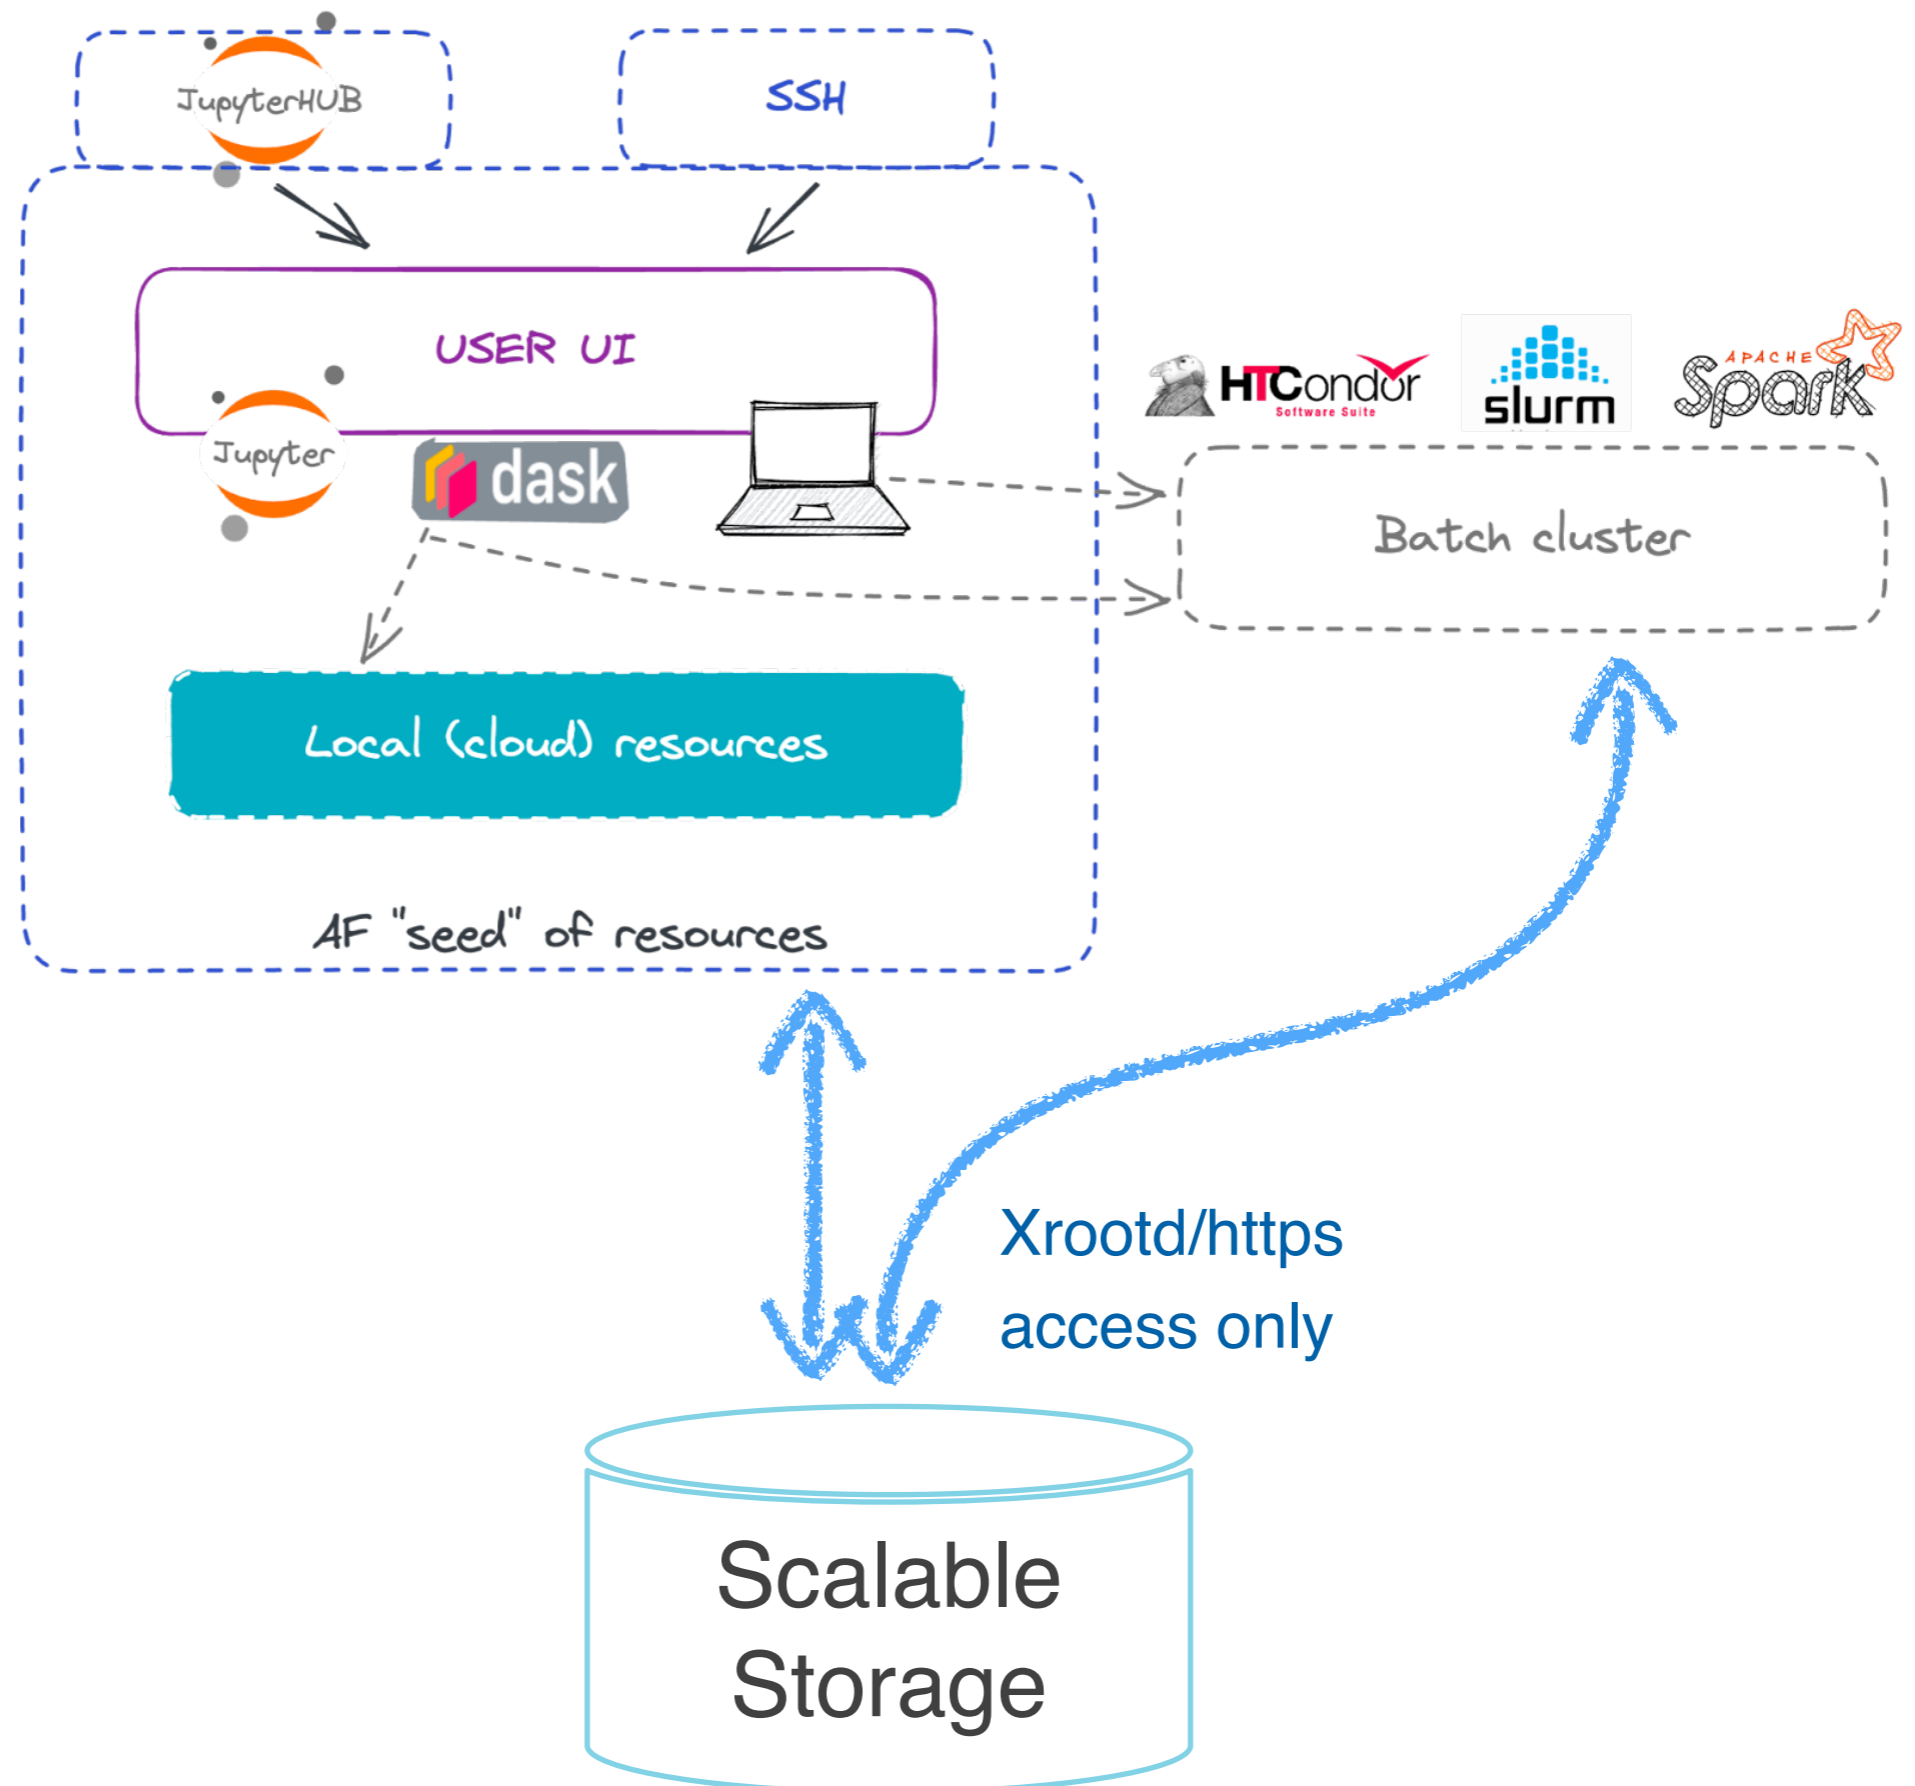 JupyterHUB
SSH
USER UI
Jupyter
dask
HTCondor
Software Suite
slurm
APACHE
Spark
Batch cluster
Local (cloud) resources
AF "seed" of resources
Xrootd/https
access only
Scalable
Storage